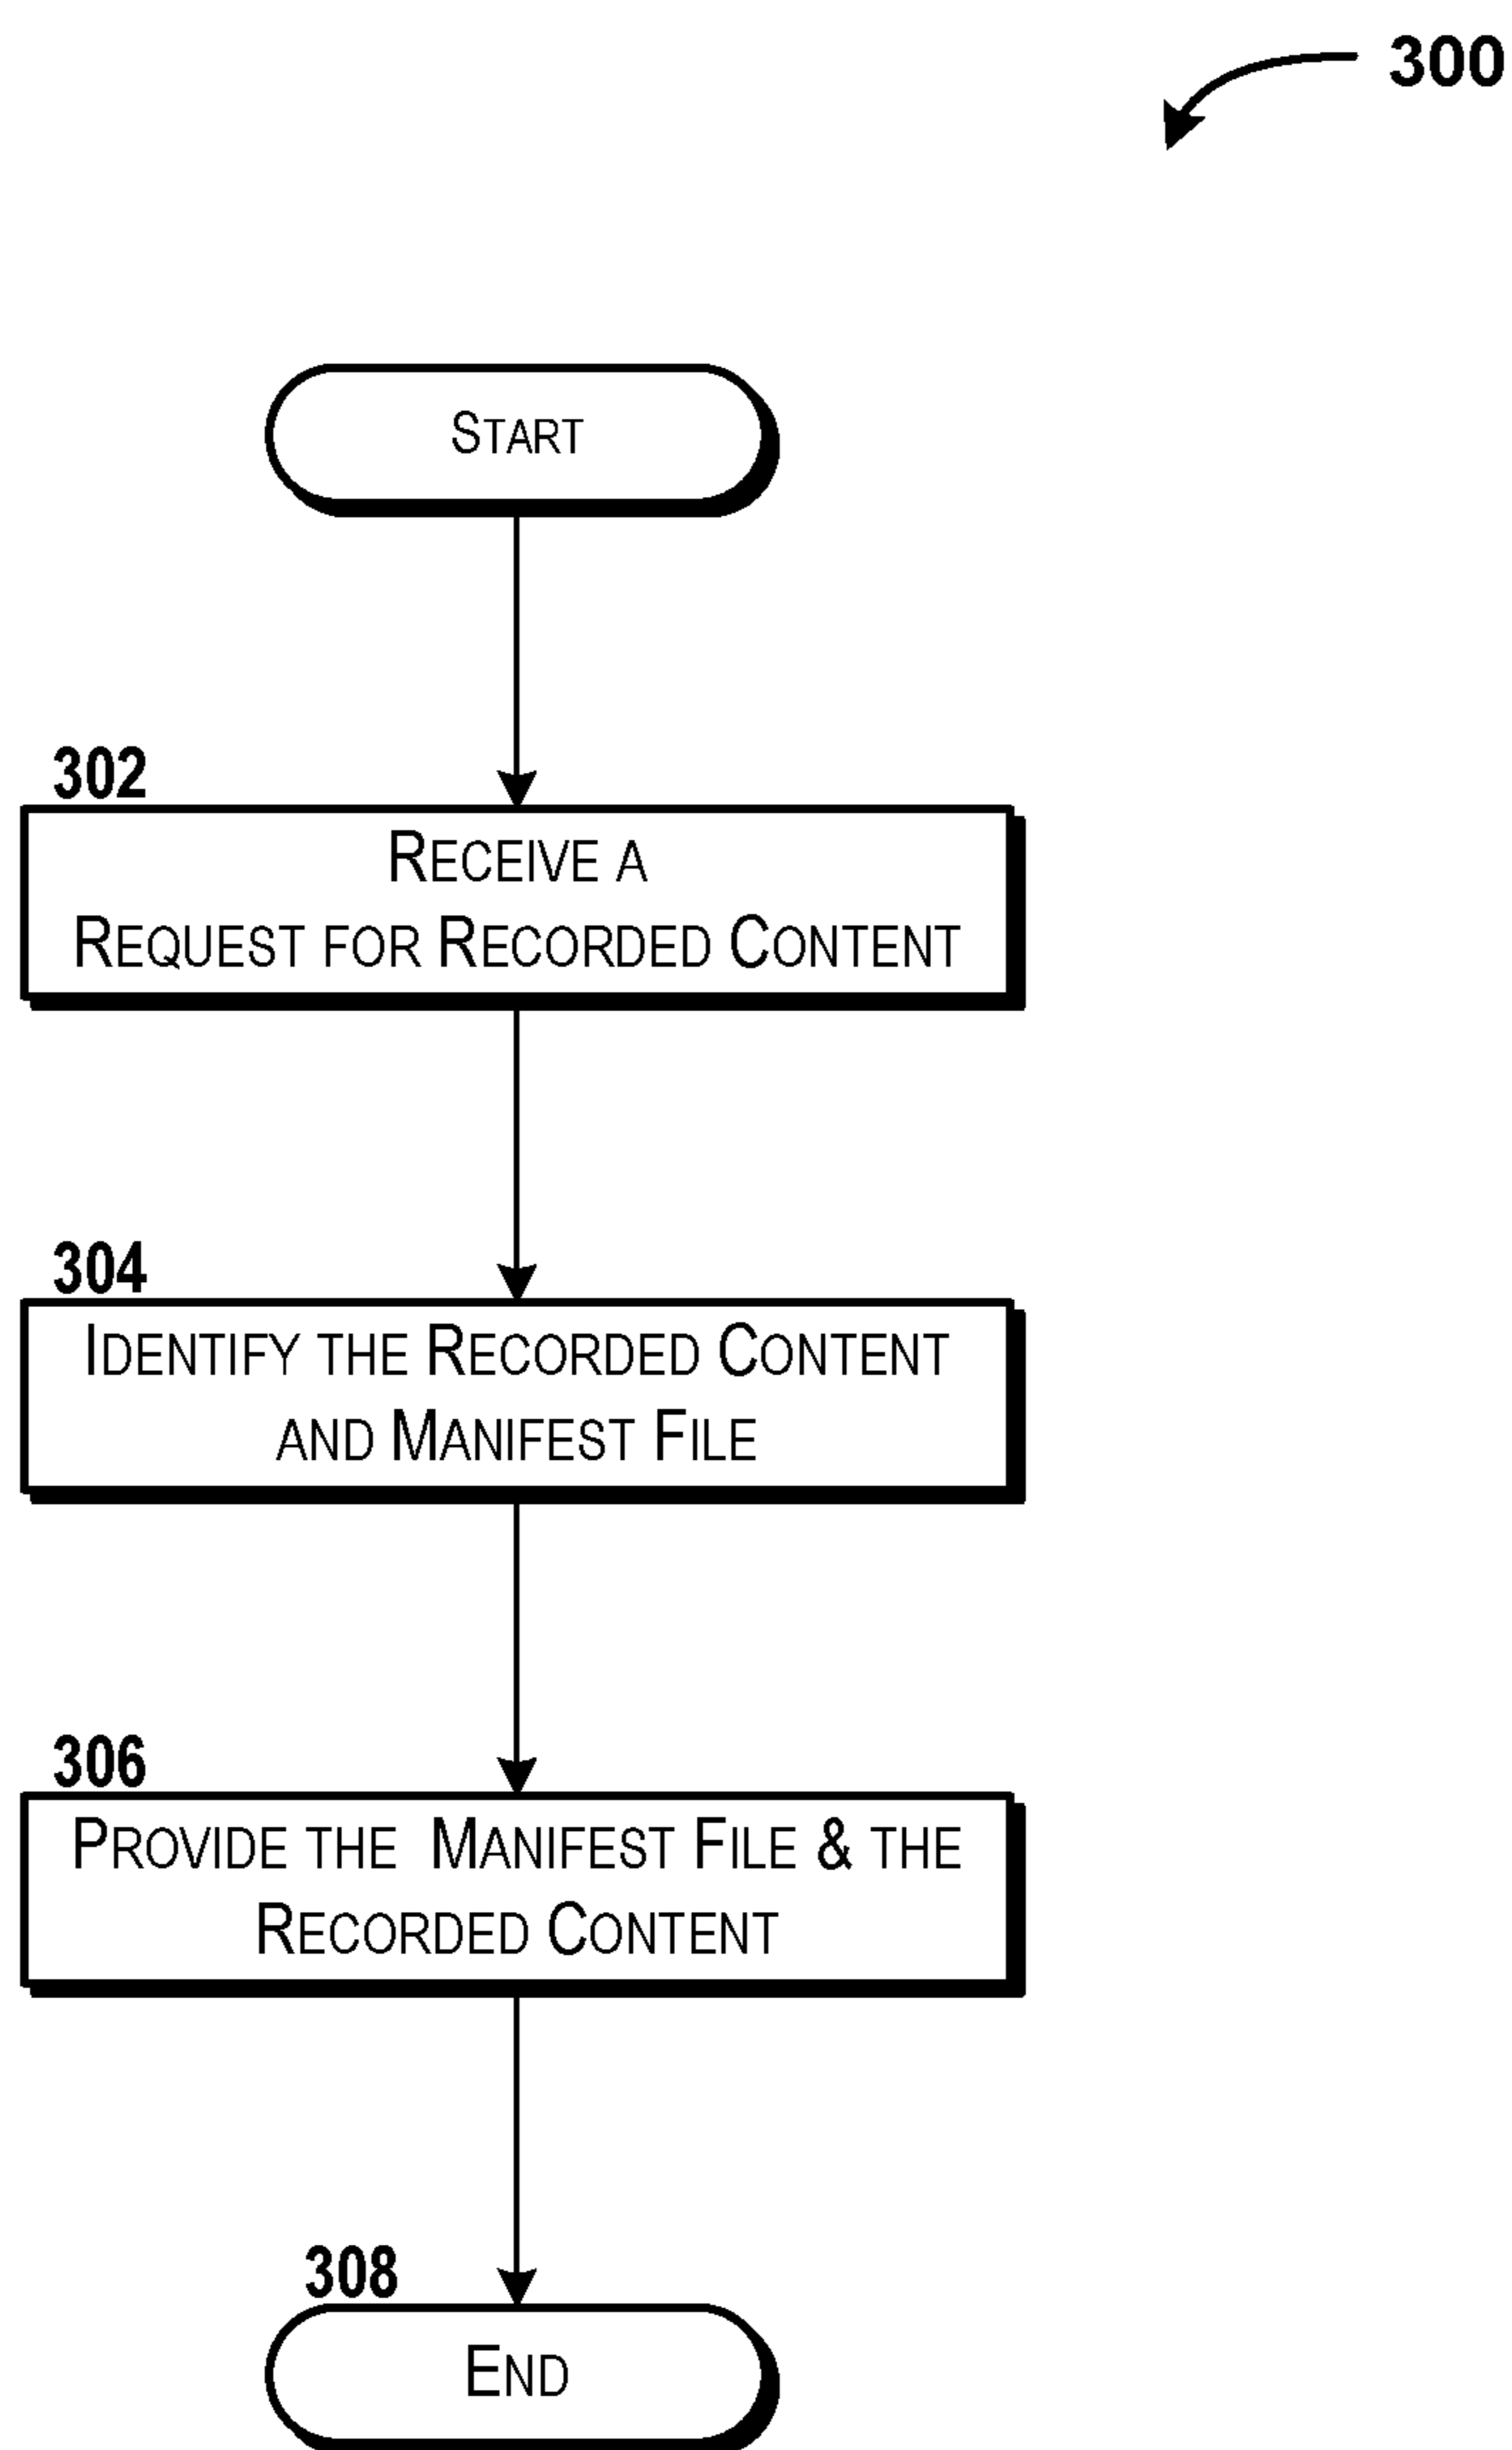 300
START
302
RECEIVE A
REQUEST FOR RECORDED CONTENT
304
IDENTIFY THE RECORDED CONTENT
AND MANIFEST FILE
306
PROVIDE THE MANIFEST FILE & THE
RECORDED CONTENT
308
END